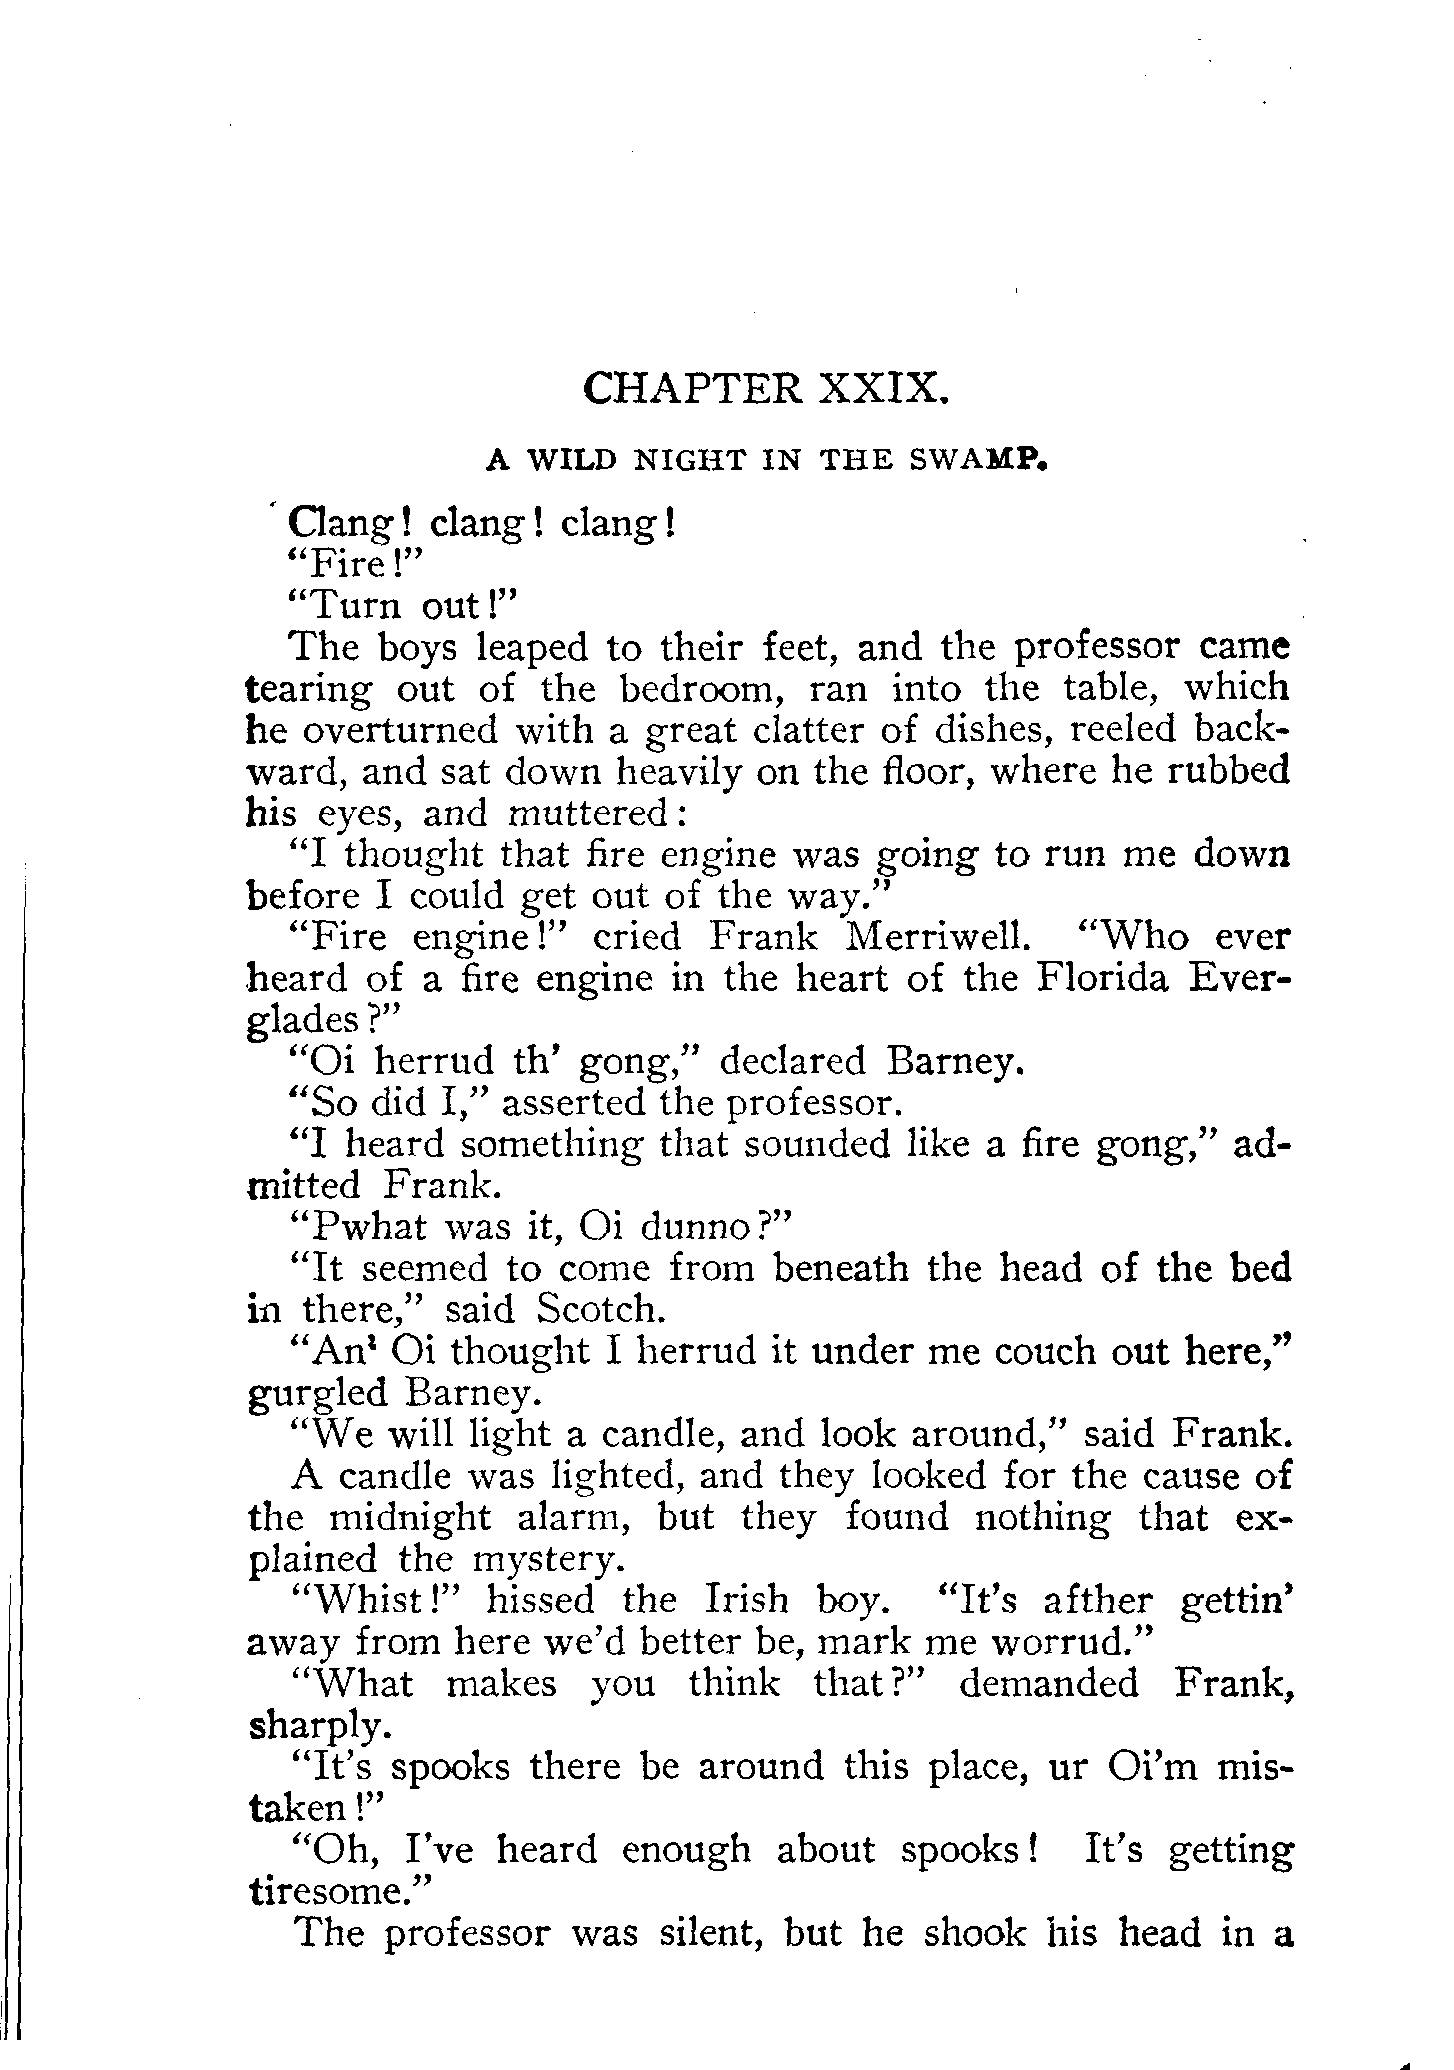 CHAPTER XXIX.
A WILD NIGHT IN THE SWAMP.
Clang! clang! clang!
"Fire!"
"Turn out!"
The boys leaped to their feet, and the professor came
tearing out of the bedroom, ran into the table, which
he overturned with a great clatter of dishes, reeled back-
ward, and sat down heavily on the floor, where he rubbed
his eyes, and muttered:
"I thought that fire engine was going to run me down
before I could get out of the way."
"Fire engine!" cried Frank Merriwell. "Who ever
heard of a fire engine in the heart of the Florida Ever-
glades?"
"Oi herrud th' gong," declared Barney.
"So did I," asserted the professor.
"I heard something that sounded like a fire gong," ad-
mitted Frank.
"Pwhat was it, Oi dunno?"
"It seemed to come from beneath the head of the bed
in there," said Scotch.
"An' Oi thought I herrud it under me couch out here,"
gurgled Barney.
"We will light a candle, and look around," said Frank.
A candle was lighted, and they looked for the cause of
the midnight alarm, but they found nothing that ex-
plained the mystery.
"Whist!" hissed the Irish boy. "It's afther gettin'
away from here we'd better be, mark me worrud."
"What makes you think that?" demanded Frank,
sharply.
"It's spooks there be around this place, ur Oi'm mis-
taken!"
"Oh, I've heard enough about spooks! It's getting
tiresome."
The professor was silent, but he shook his head in a